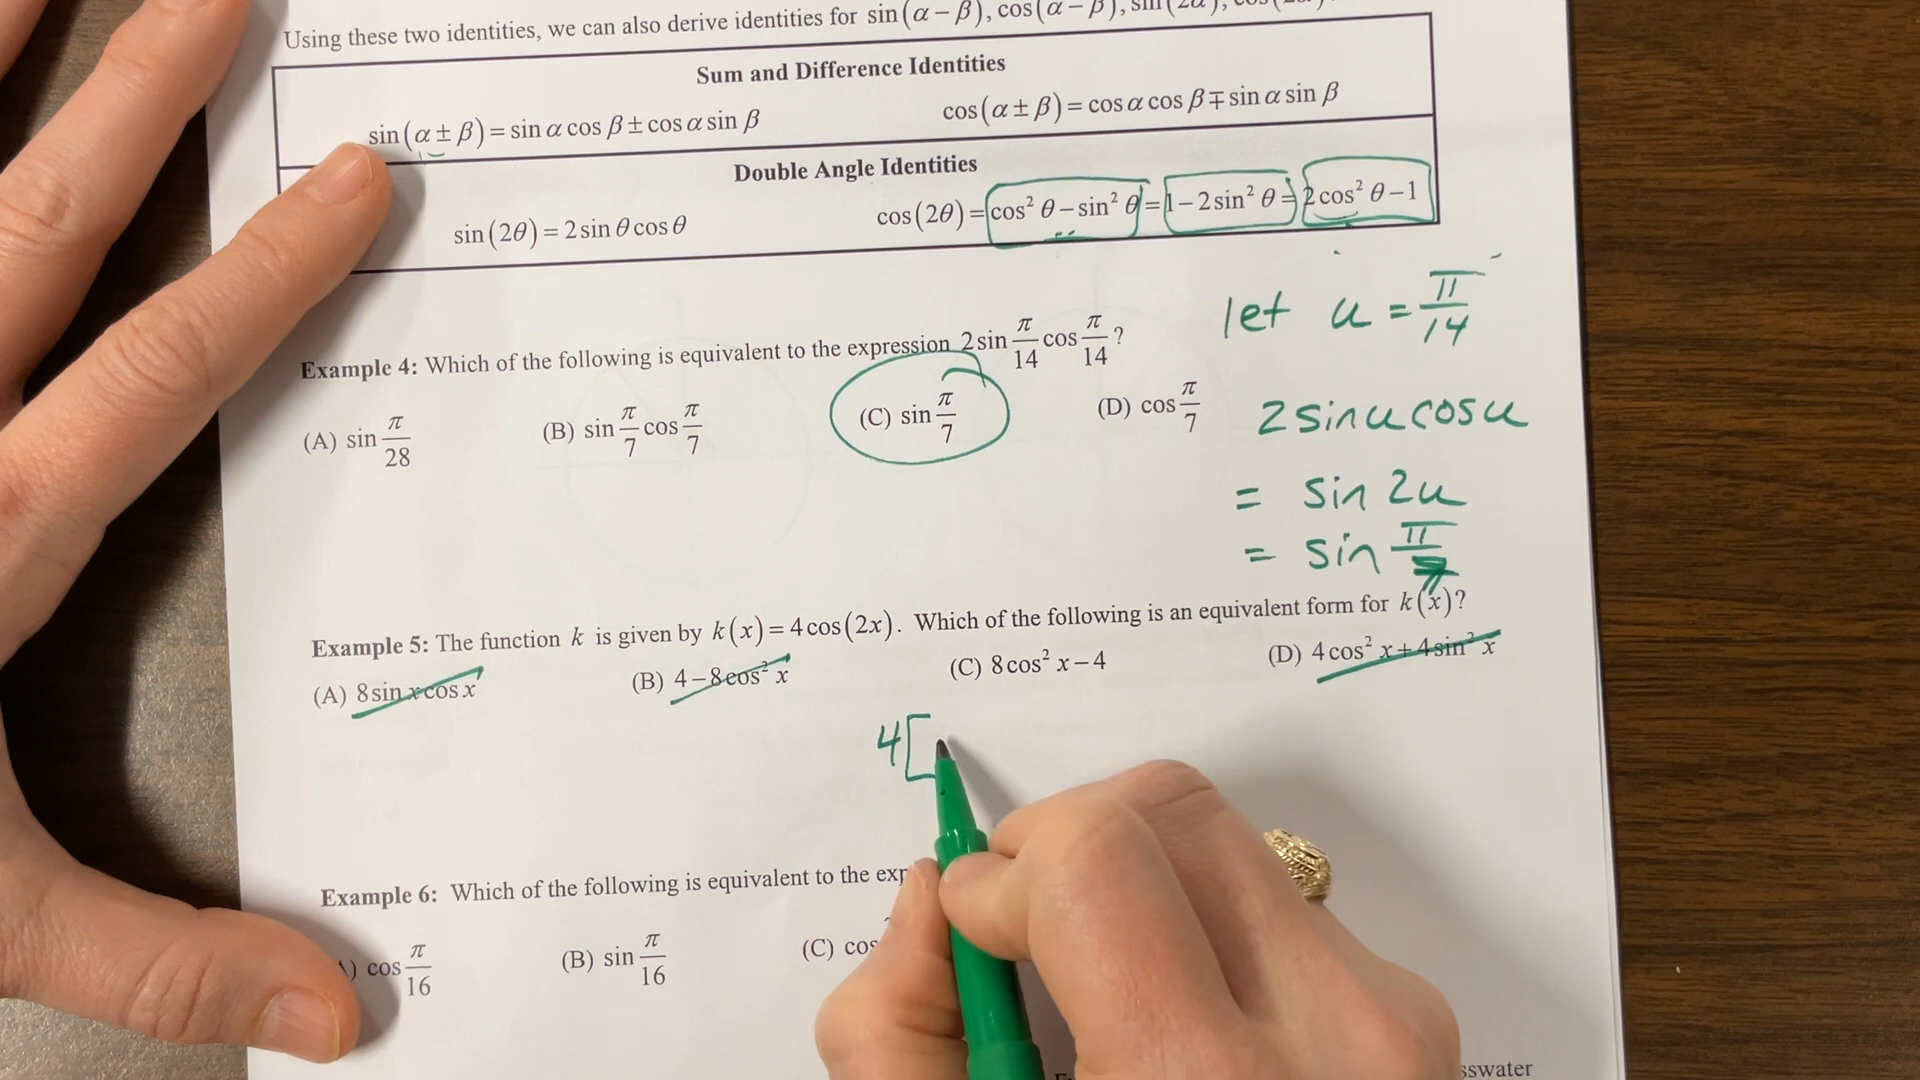 Using these two identities, we can also derive identities for sin(α − β), cos(α − β), sin(2α),
Sum and Difference Identities
sin(α ± β) = sin α cos β ± cos α sin β cos(α ± β) = cos α cos β ∓ sin α sin β
Double Angle Identities
sin(2θ) = 2 sin θ cos θ cos(2θ) = cos² θ − sin² θ = 1 − 2 sin² θ = 2 cos² θ − 1
let u = π/14
Example 4: Which of the following is equivalent to the expression 2 sin π/14 cos π/14 ?
(A) sin π/28 (B) sin π/7 cos π/7 (C) sin π/7 (D) cos π/7
2 sin u cos u
= sin 2u
= sin π/7
Example 5: The function k is given by k(x) = 4 cos(2x). Which of the following is an equivalent form for k(x)?
(A) 8 sin x cos x (B) 4 − 8 cos² x (C) 8 cos² x − 4 (D) 4 cos² x + 4 sin² x
4[
Example 6: Which of the following is equivalent to the
) cos π/16 (B) sin π/16 (C) cos
sswater